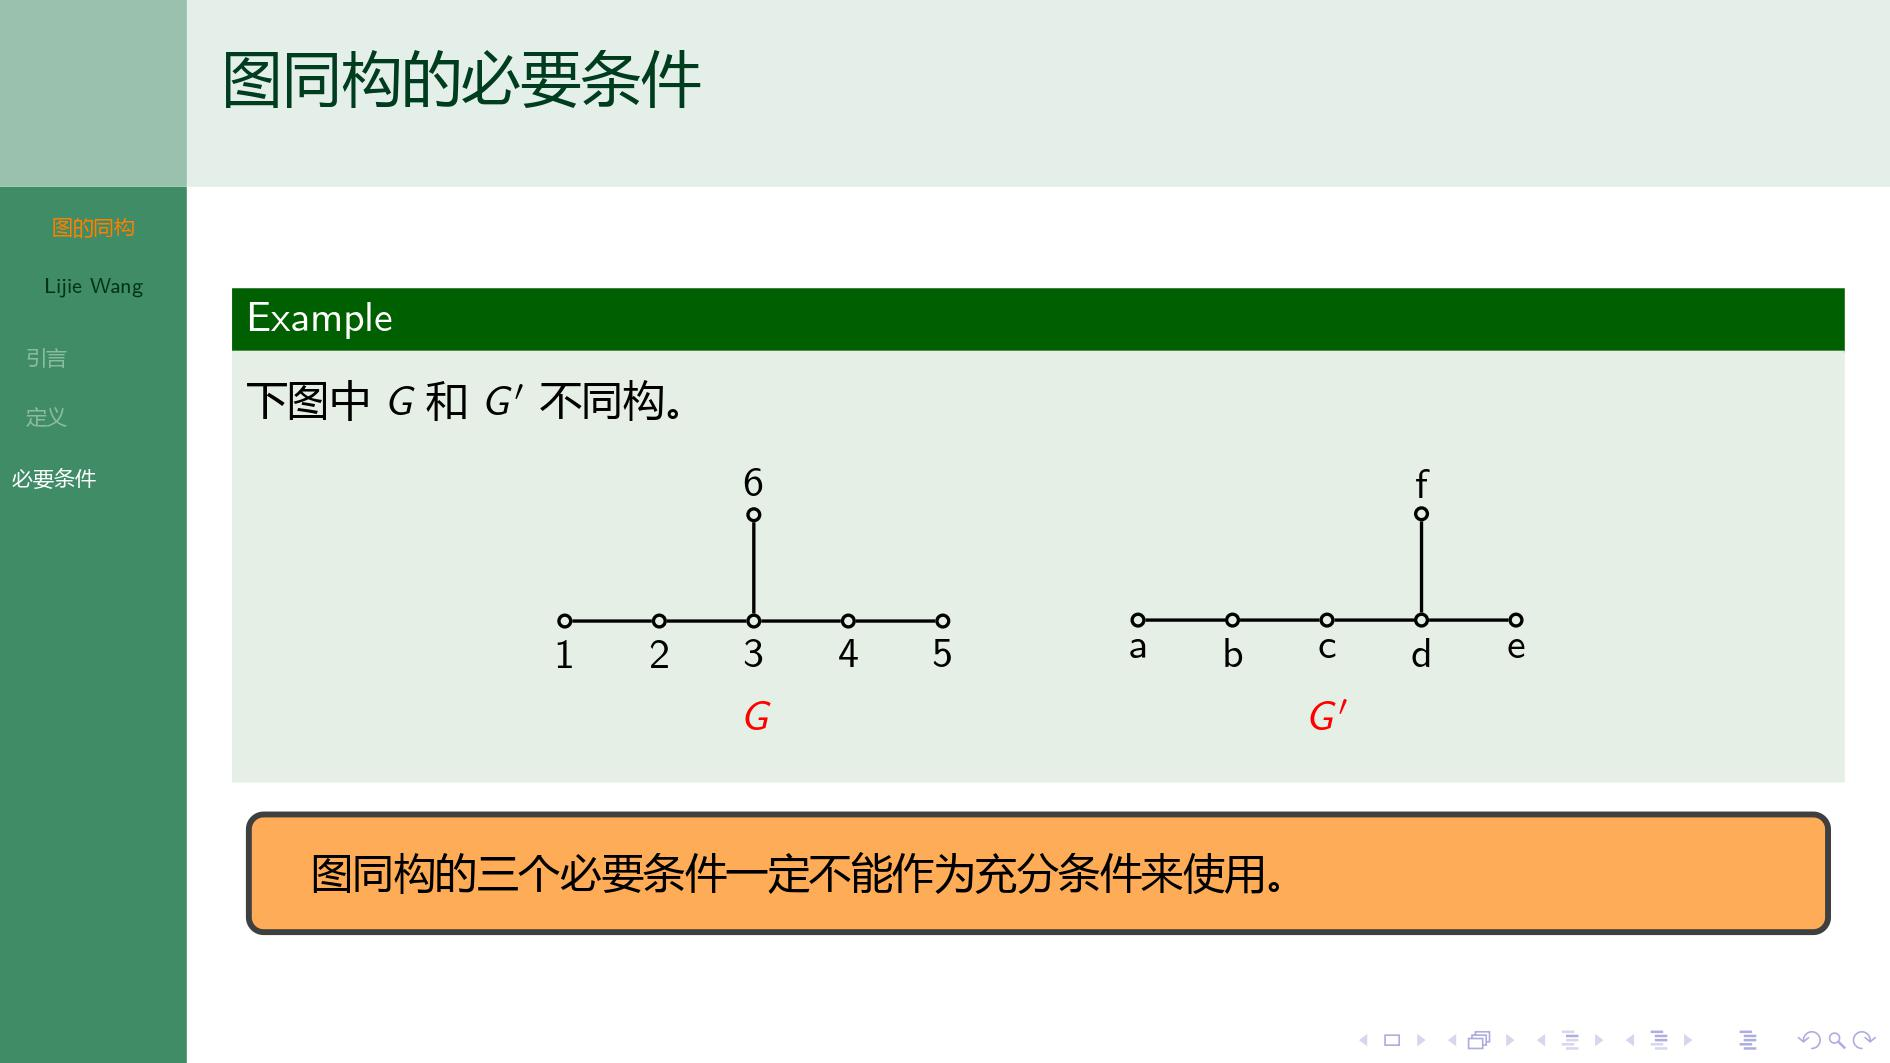 图同构的必要条件
图的同构
Lijie Wang
引言
定义
必要条件
Example
下图中 G 和 G′ 不同构。
6
f
1 2 3 4 5
a b c d e
G
G′
图同构的三个必要条件一定不能作为充分条件来使用。